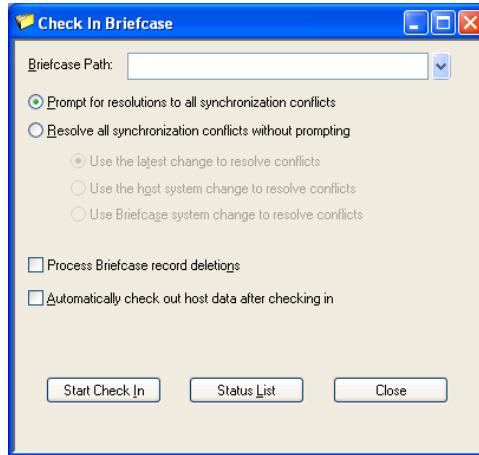 Check In Briefcase
Briefcase Path:
Prompt for resolutions to all synchronization conflicts
Resolve all synchronization conflicts without prompting
Use the latest change to resolve conflicts
Use the host system change to resolve conflicts
Use Briefcase system change to resolve conflicts
Process Briefcase record deletions
Automatically check out host data after checking in
Start Check In Status List Close